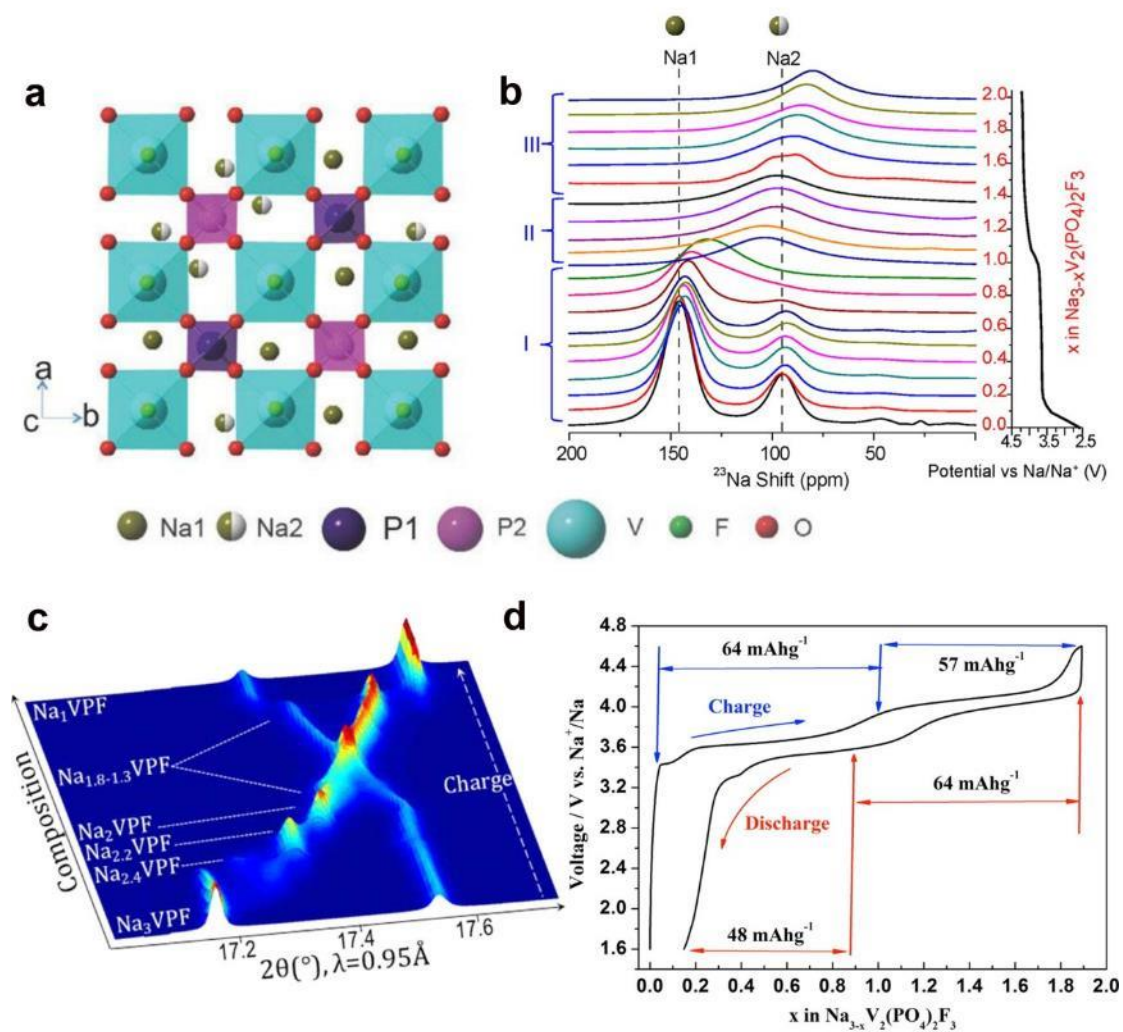 a
a
c
b
b
Na1
Na2
III
II
I
200
150
100
50
²³Na Shift (ppm)
2.0
1.8
1.6
1.4
1.2
1.0
0.8
0.6
0.4
0.2
0.0
x in Na₃₋ₓV₂(PO₄)₂F₃
4.5
3.5
2.5
Potential vs Na/Na⁺ (V)
Na1 Na2 P1 P2 V F O
c
Na₁VPF
Na₁.₈₋₁.₃VPF
Na₂VPF
Na₂.₂VPF
Na₂.₄VPF
Na₃VPF
Composition
Charge
17.2
17.4
17.6
2θ(°), λ=0.95Å
d
4.8
4.4
4.0
3.6
3.2
2.8
2.4
2.0
1.6
Voltage / V vs. Na⁺/Na
64 mAhg⁻¹
57 mAhg⁻¹
Charge
64 mAhg⁻¹
Discharge
48 mAhg⁻¹
0.0 0.2 0.4 0.6 0.8 1.0 1.2 1.4 1.6 1.8 2.0
x in Na₃₋ₓV₂(PO₄)₂F₃